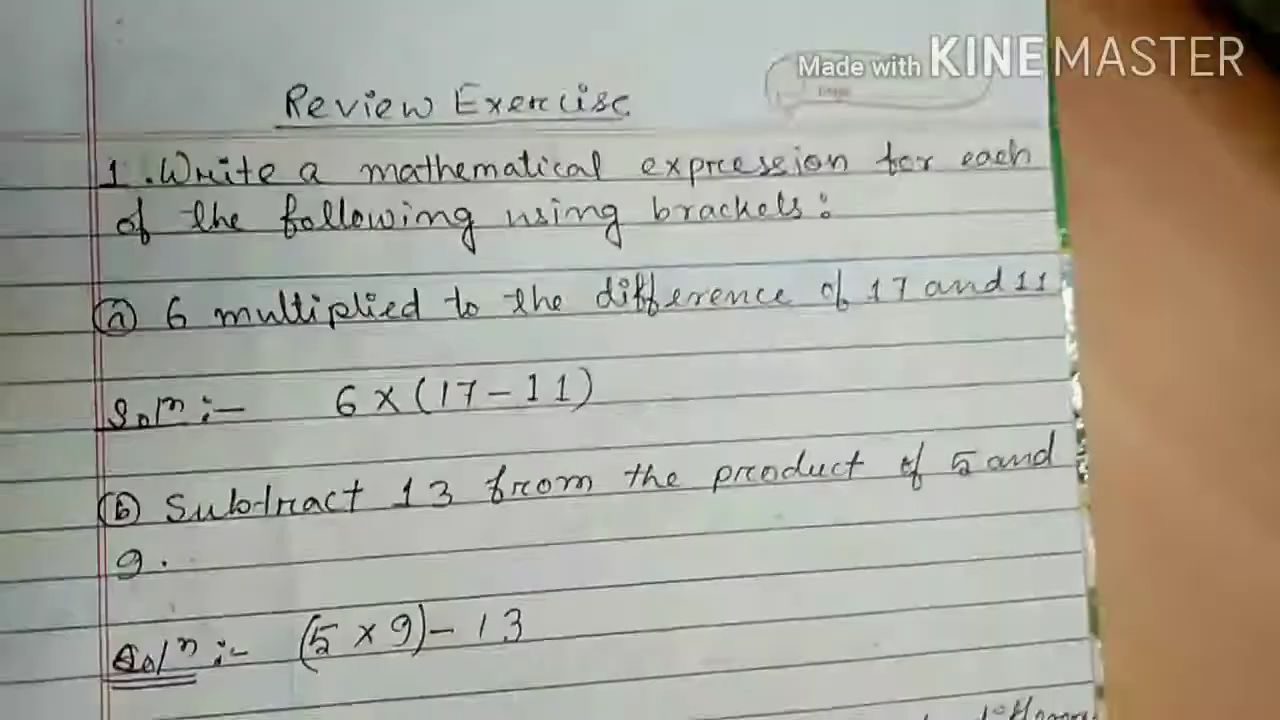 Made with KINEMASTER
Review Exercise
1. Write a mathematical expression for each
of the following using brackets:
(a) 6 multiplied to the difference of 17 and 11
Solⁿ :- 6 × (17 - 11)
(b) Subtract 13 from the product of 5 and
9.
Solⁿ :- (5 × 9) - 13